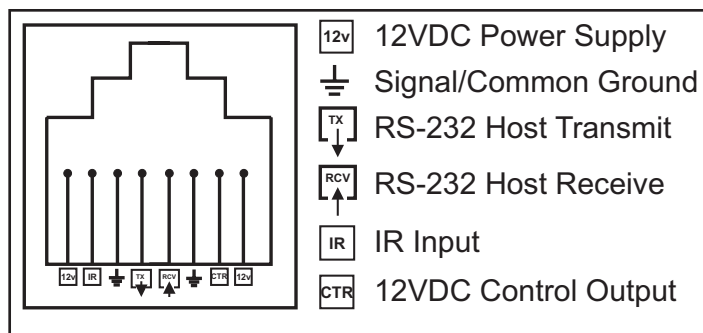 12v 12VDC Power Supply
Signal/Common Ground
TX RS-232 Host Transmit
RCV RS-232 Host Receive
IR IR Input
CTR 12VDC Control Output
12v IR TX RCV CTR 12v